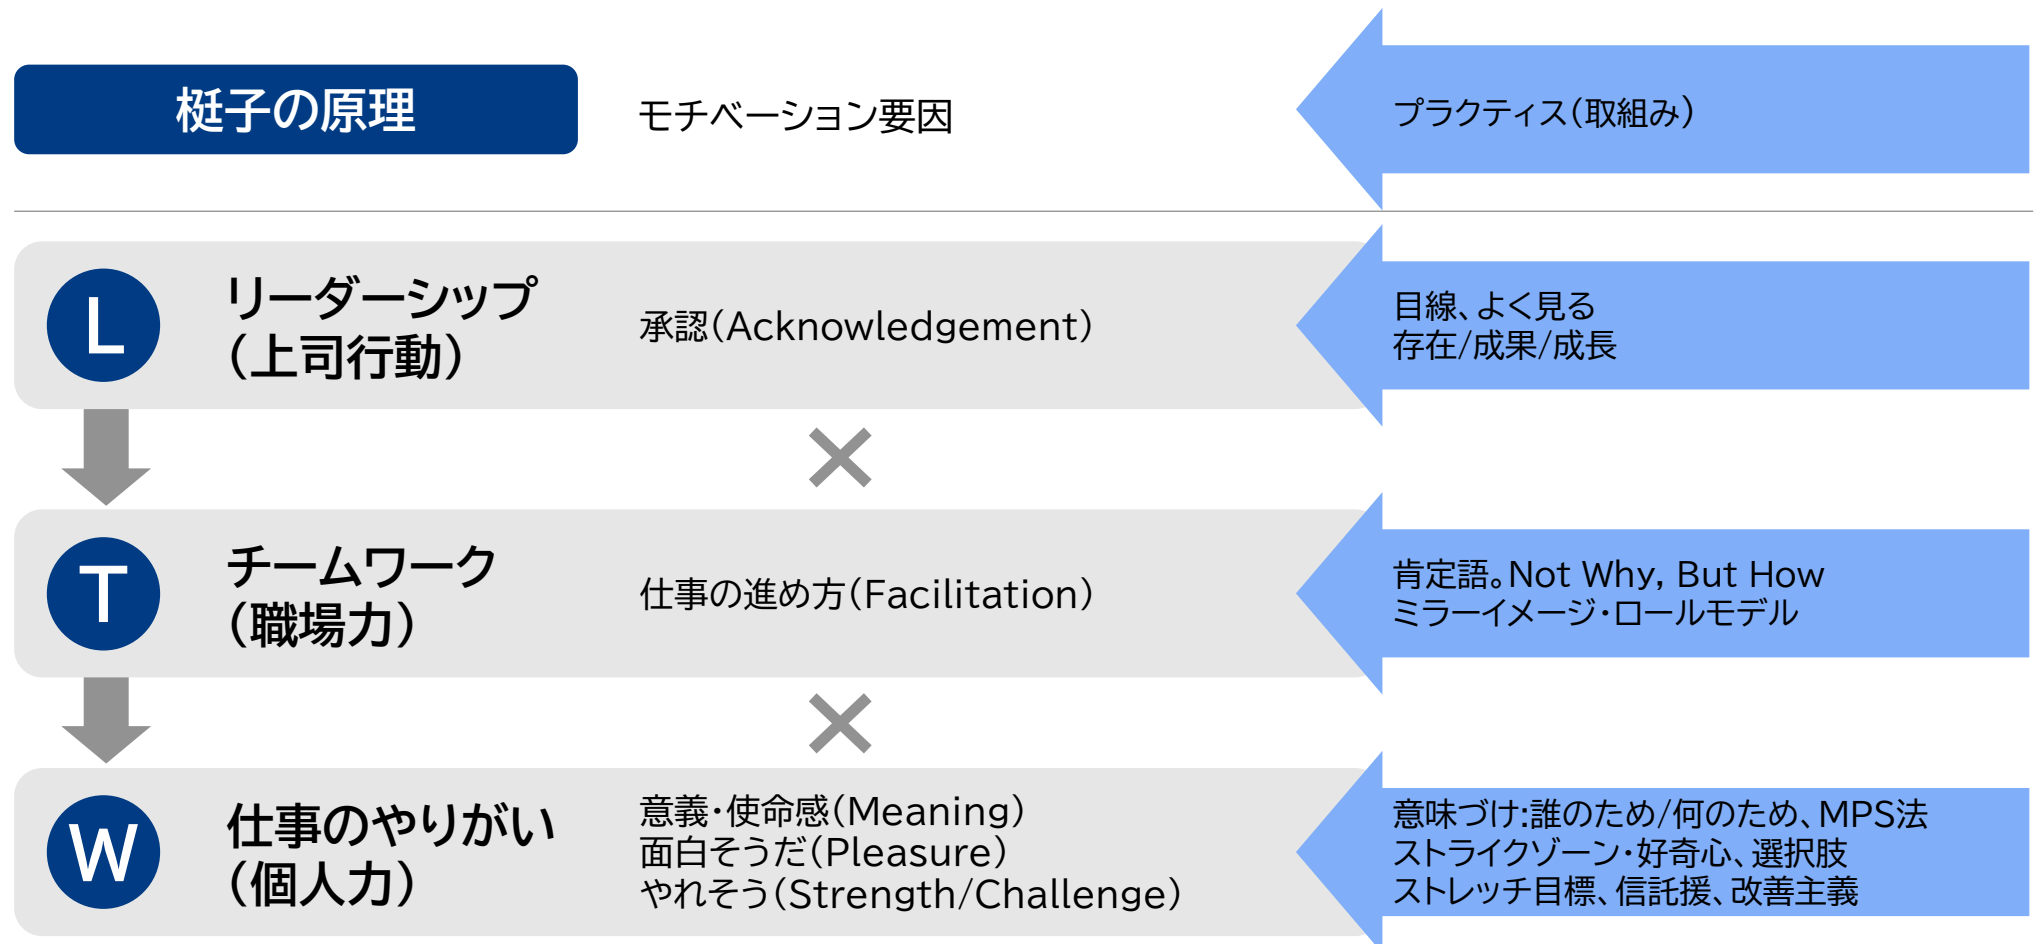 梃子の原理
モチベーション要因
プラクティス(取組み)
L
リーダーシップ
(上司行動)
承認(Acknowledgement)
目線、よく見る
存在/成果/成長
×
T
チームワーク
(職場力)
仕事の進め方(Facilitation)
肯定語。Not Why, But How
ミラーイメージ・ロールモデル
×
W
仕事のやりがい
(個人力)
意義・使命感(Meaning)
面白そうだ(Pleasure)
やれそう(Strength/Challenge)
意味づけ:誰のため/何のため、MPS法
ストライクゾーン・好奇心、選択肢
ストレッチ目標、信託援、改善主義